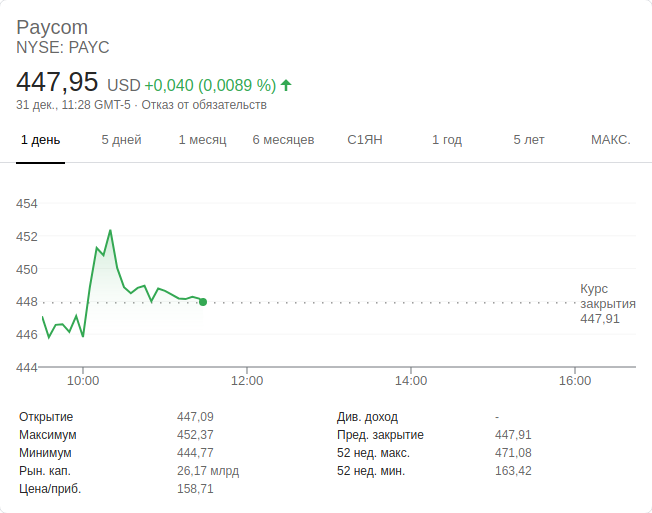 Paycom
NYSE: PAYC
447,95 USD +0,040 (0,0089 %)
31 дек., 11:28 GMT-5 · Отказ от обязательств
1 день 5 дней 1 месяц 6 месяцев С1ЯН 1 год 5 лет МАКС.
454
452
450
448
446
444
Курс
закрытия
447,91
10:00 12:00 14:00 16:00
Открытие 447,09 Див. доход -
Максимум 452,37 Пред. закрытие 447,91
Минимум 444,77 52 нед. макс. 471,08
Рын. кап. 26,17 млрд 52 нед. мин. 163,42
Цена/приб. 158,71